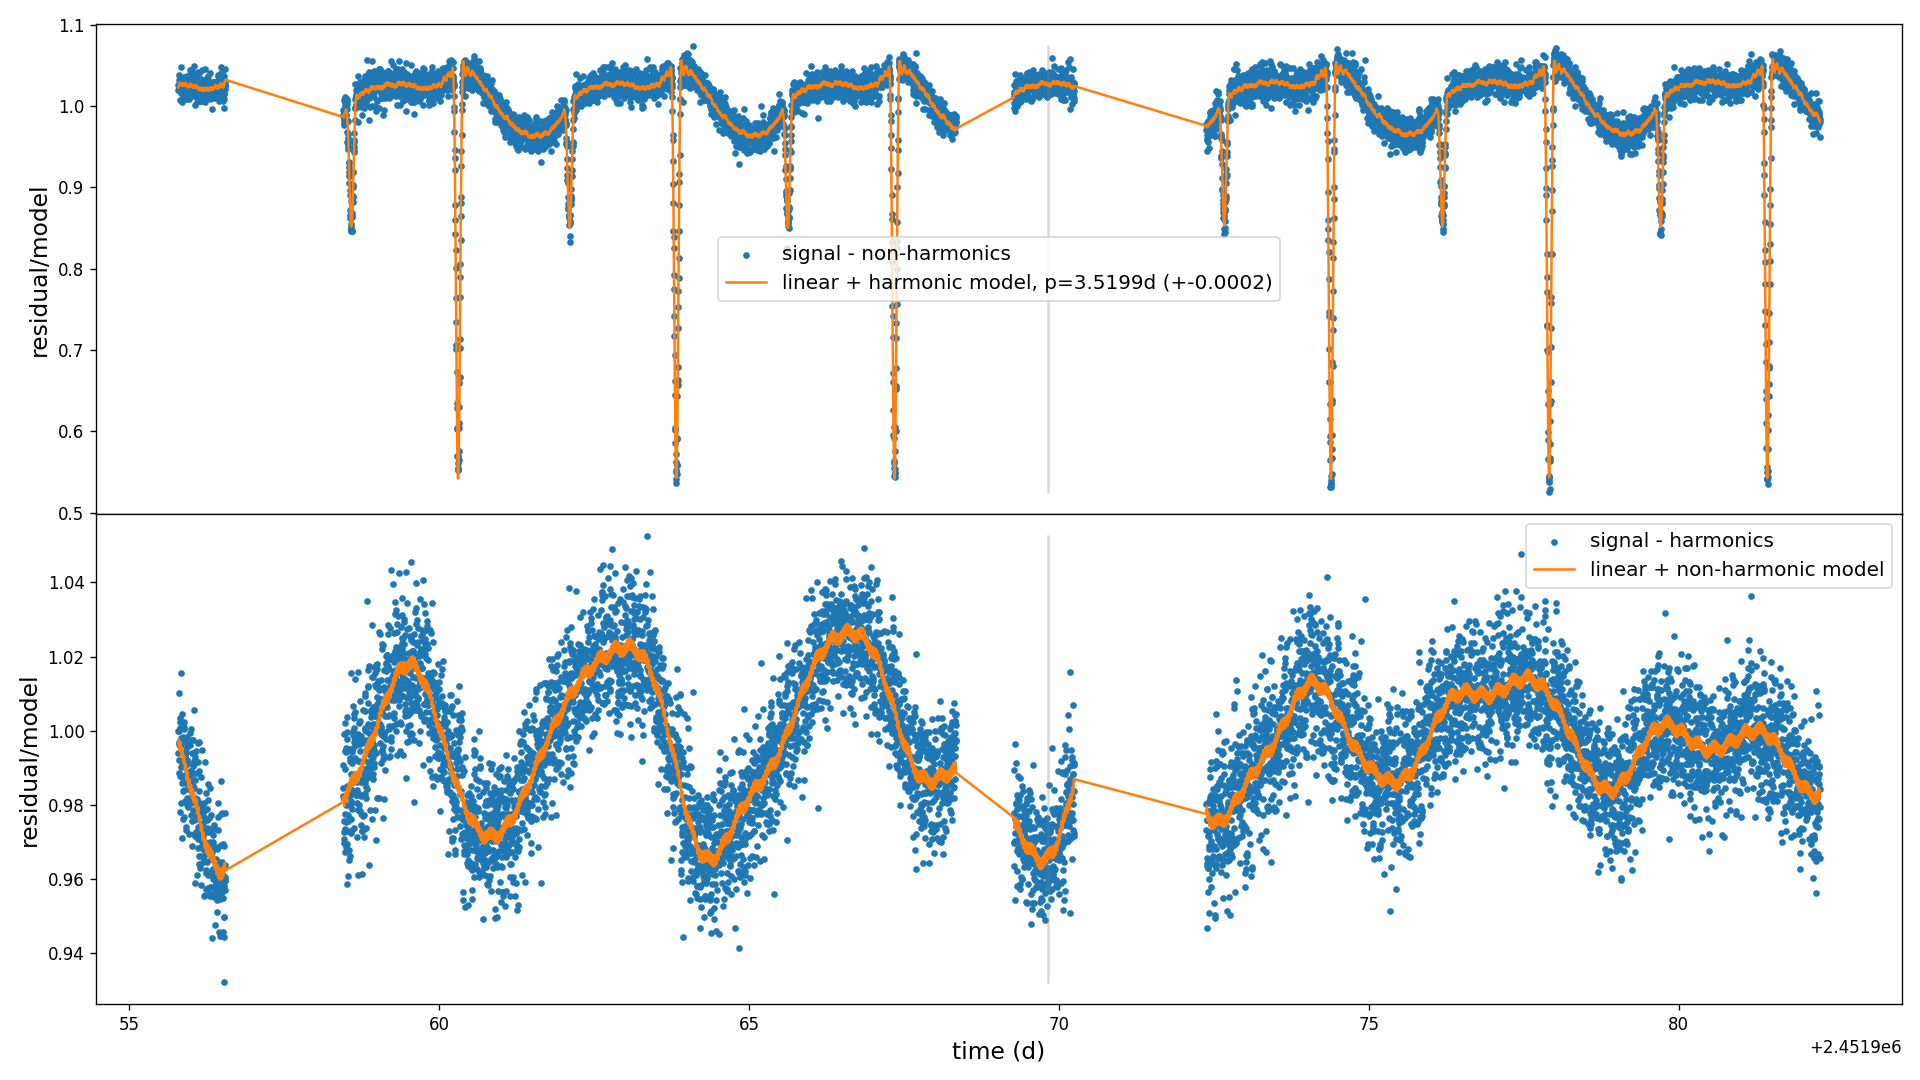 1.1
1.0
0.9
0.8
0.7
0.6
0.5
residual/model
signal - non-harmonics
linear + harmonic model, p=3.5199d (+-0.0002)
1.04
1.02
1.00
0.98
0.96
0.94
residual/model
signal - harmonics
linear + non-harmonic model
55
60
65
70
75
80
time (d)
+2.4519e6